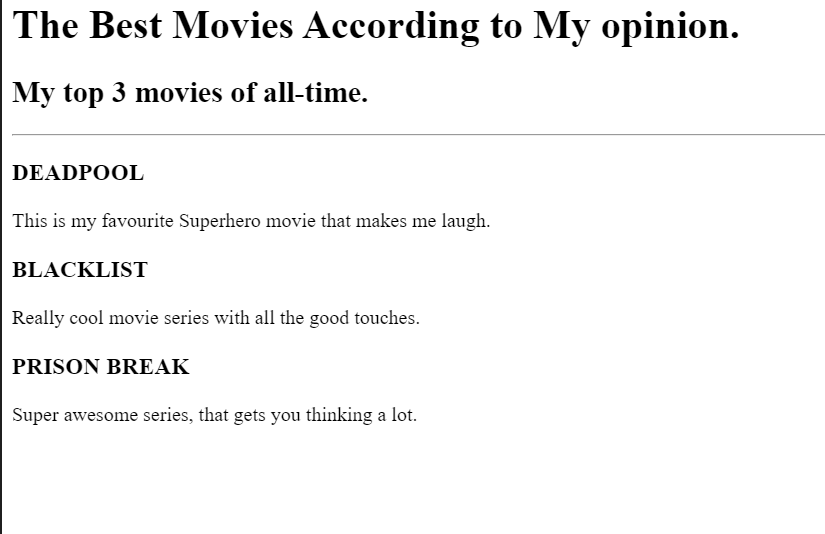 The Best Movies According to My opinion.
My top 3 movies of all-time.
DEADPOOL
This is my favourite Superhero movie that makes me laugh.
BLACKLIST
Really cool movie series with all the good touches.
PRISON BREAK
Super awesome series, that gets you thinking a lot.